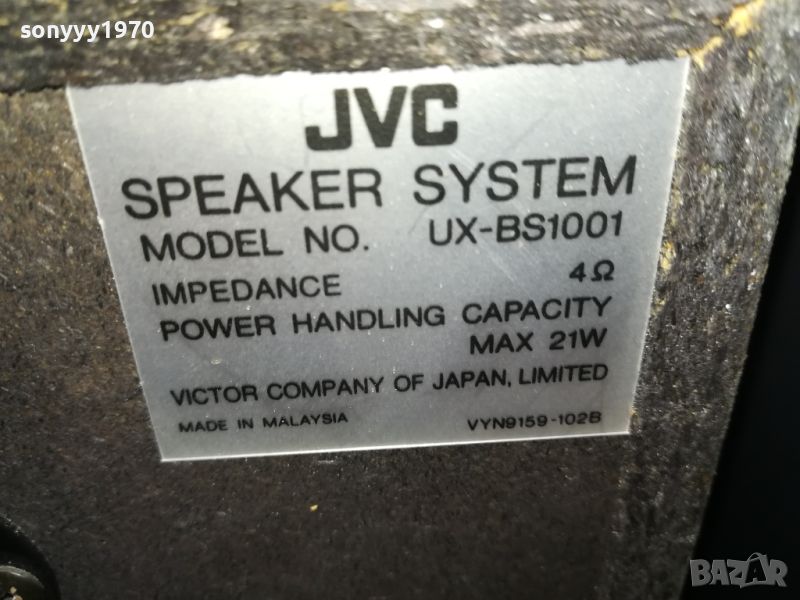 sonyyy1970
JVC
SPEAKER SYSTEM
MODEL NO. UX-BS1001
IMPEDANCE 4Ω
POWER HANDLING CAPACITY
MAX 21W
VICTOR COMPANY OF JAPAN, LIMITED
MADE IN MALAYSIA VYN9159-102B
BAZAR